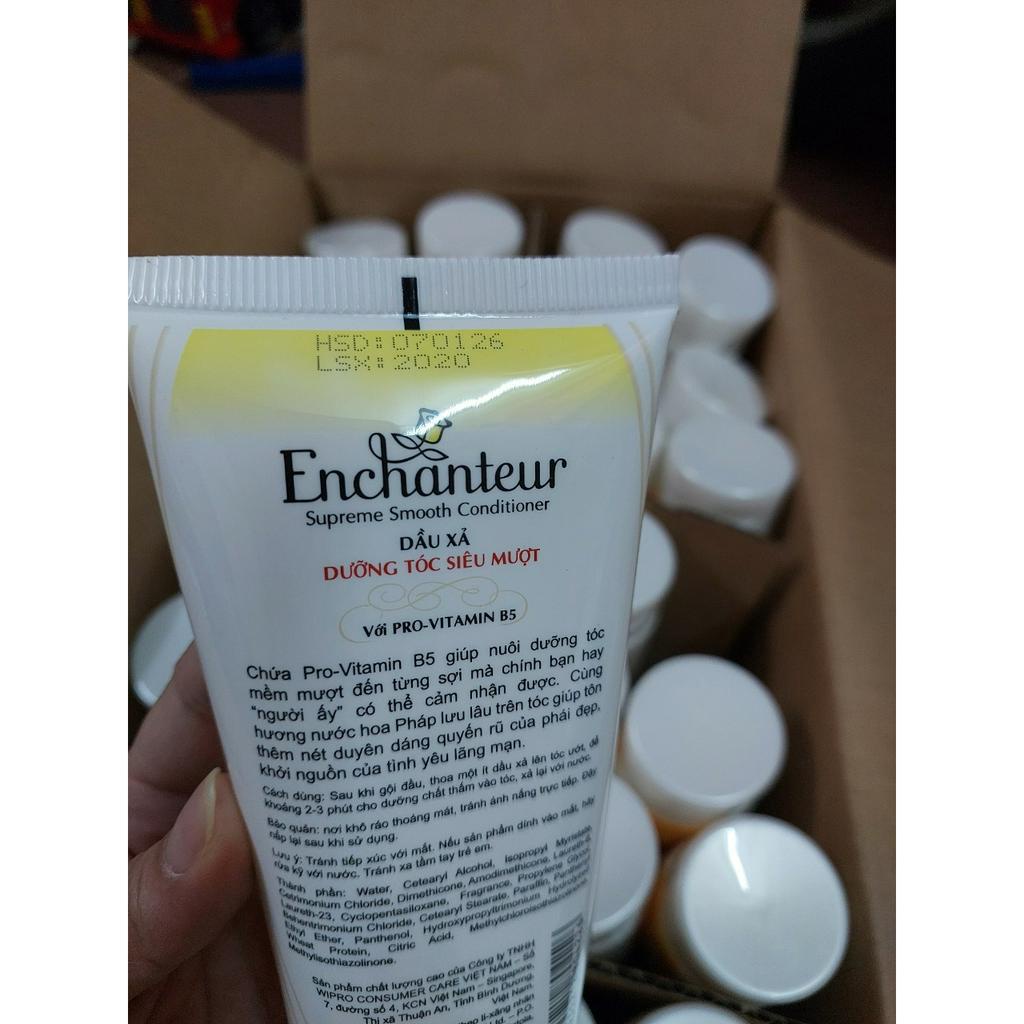 HSD:070126
LSX:2020
Enchanteur
Supreme Smooth Conditioner
DẦU XẢ
DƯỠNG TÓC SIÊU MƯỢT
Với PRO-VITAMIN B5
Chứa Pro-Vitamin B5 giúp nuôi dưỡng tóc
mềm mượt đến từng sợi mà chính bạn hay
"người ấy" có thể cảm nhận được. Cùng
hương nước hoa Pháp lưu lâu trên tóc giúp tôn
thêm nét duyên dáng quyến rũ của phái đẹp,
khởi nguồn của tình yêu lãng mạn.
Cách dùng: Sau khi gội đầu, thoa một ít dầu xả lên tóc ướt, để
khoảng 2-3 phút cho dưỡng chất thấm vào tóc, xả lại với nước.
Bảo quản: nơi khô ráo thoáng mát, tránh ánh nắng trực tiếp. Đậy
nắp lại sau khi sử dụng.
Lưu ý: Tránh tiếp xúc với mắt. Nếu sản phẩm dính vào mắt, hãy
rửa kỹ với nước. Tránh xa tầm tay trẻ em.
Thành phần: Water, Cetearyl Alcohol, Isopropyl Myristate,
Cetrimonium Chloride, Dimethicone, Amodimethicone, Laureth-
Laureth-23, Cyclopentasiloxane, Fragrance, Propylene Glycol,
Behentrimonium Chloride, Cetearyl Stearate, Paraffin, Panthenyl
Ethyl Ether, Panthenol, Hydroxypropyltrimonium Hydrolyzed
Wheat Protein, Citric Acid, Methylchloroisothiazolinone,
Methylisothiazolinone.
Sản phẩm chất lượng cao của Công ty TNHH
WIPRO CONSUMER CARE VIỆT NAM – Số
7, đường số 4, KCN Việt Nam – Singapore,
Thị xã Thuận An, Tỉnh Bình Dương,
Việt Nam.
li-xăng nhãn
Ltd. – P.O.